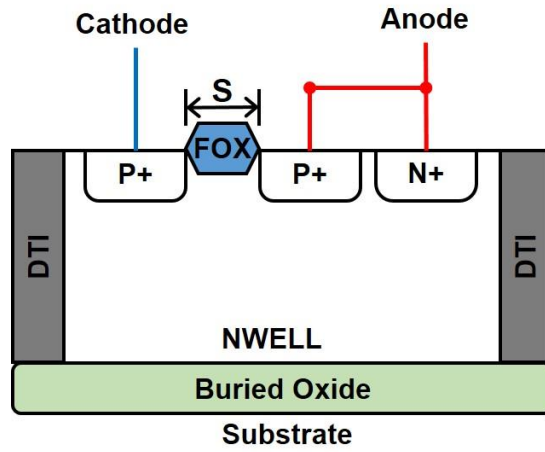 Cathode
Anode
S
FOX
P+
P+
N+
DTI
DTI
NWELL
Buried Oxide
Substrate